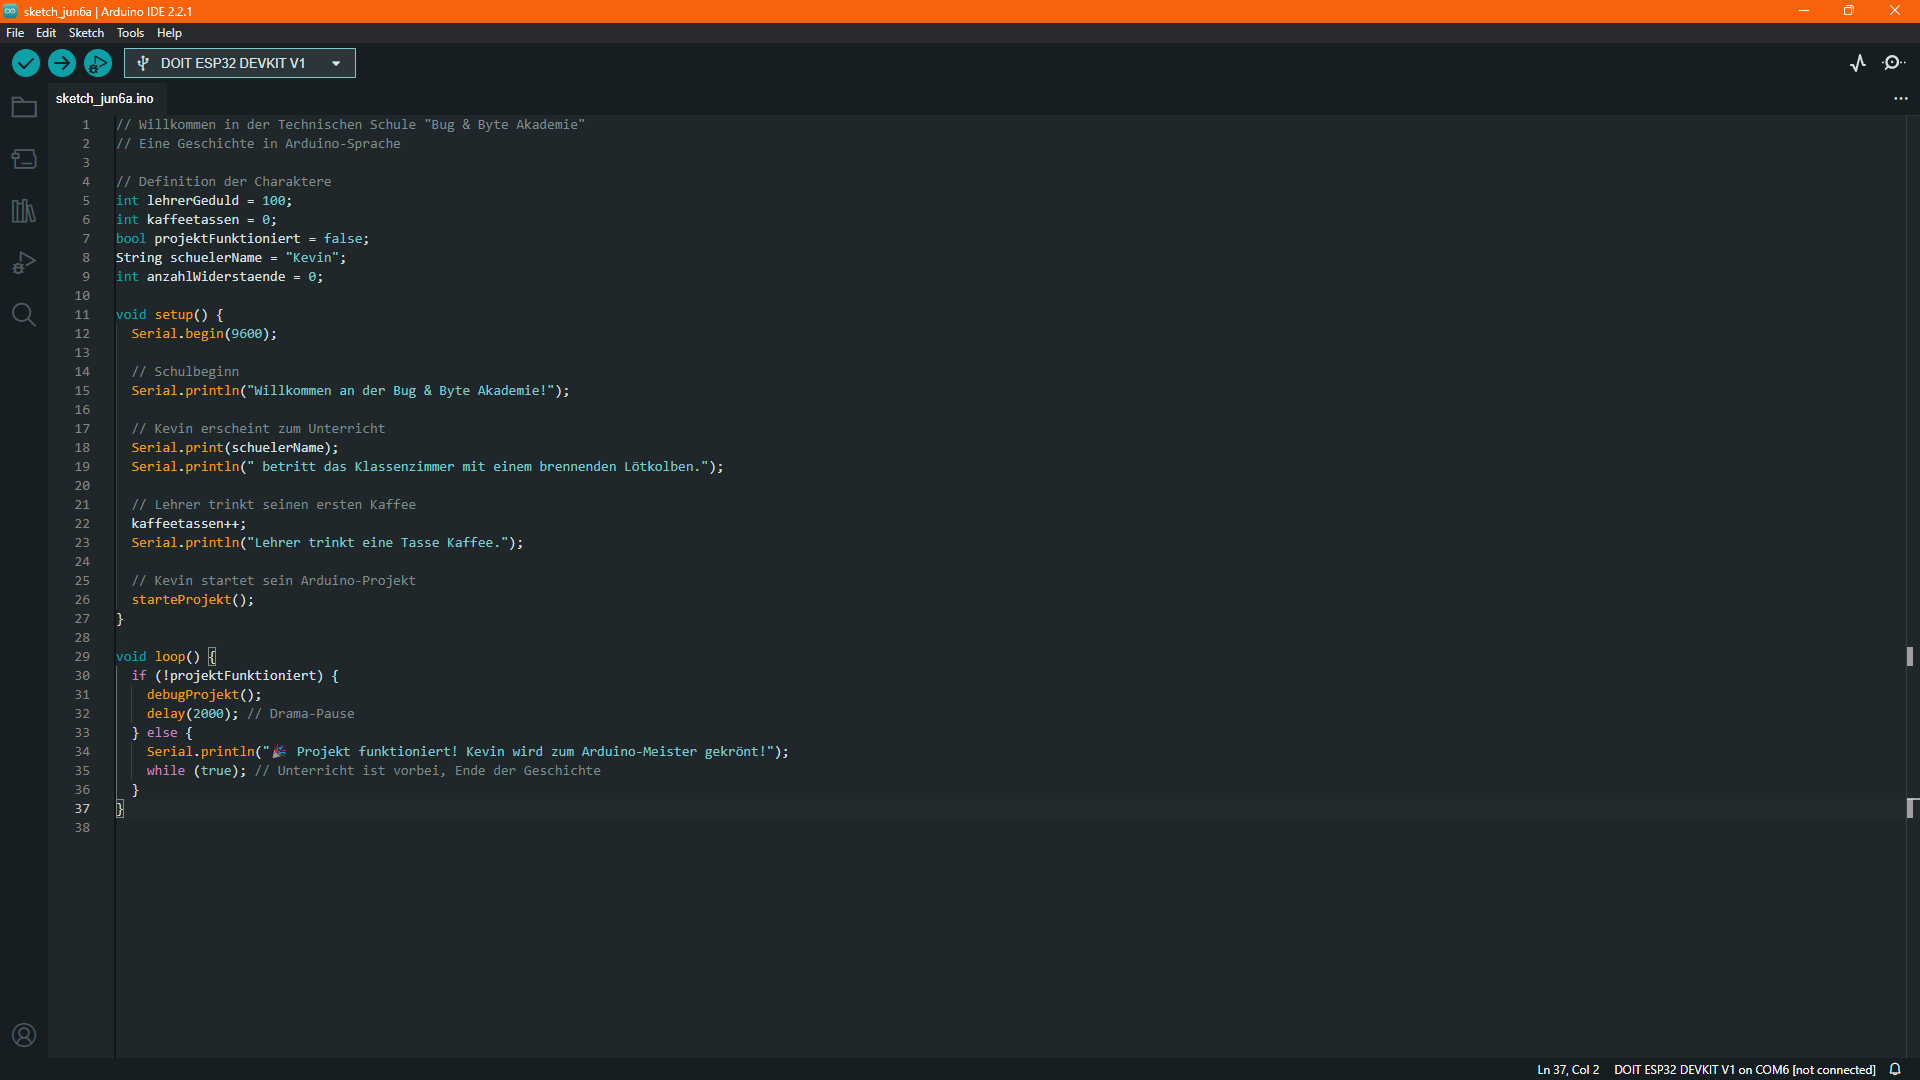 sketch_jun6a | Arduino IDE 2.2.1
File Edit Sketch Tools Help
DOIT ESP32 DEVKIT V1
sketch_jun6a.ino
1 // Willkommen in der Technischen Schule "Bug & Byte Akademie"
2 // Eine Geschichte in Arduino-Sprache
3
4 // Definition der Charaktere
5 int lehrerGeduld = 100;
6 int kaffeetassen = 0;
7 bool projektFunktioniert = false;
8 String schuelerName = "Kevin";
9 int anzahlWiderstaende = 0;
10
11 void setup() {
12 Serial.begin(9600);
13
14 // Schulbeginn
15 Serial.println("Willkommen an der Bug & Byte Akademie!");
16
17 // Kevin erscheint zum Unterricht
18 Serial.print(schuelerName);
19 Serial.println(" betritt das Klassenzimmer mit einem brennenden Lötkolben.");
20
21 // Lehrer trinkt seinen ersten Kaffee
22 kaffeetassen++;
23 Serial.println("Lehrer trinkt eine Tasse Kaffee.");
24
25 // Kevin startet sein Arduino-Projekt
26 starteProjekt();
27 }
28
29 void loop() {
30 if (!projektFunktioniert) {
31 debugProjekt();
32 delay(2000); // Drama-Pause
33 } else {
34 Serial.println("🎉 Projekt funktioniert! Kevin wird zum Arduino-Meister gekrönt!");
35 while (true); // Unterricht ist vorbei, Ende der Geschichte
36 }
37 }
38
Ln 37, Col 2 DOIT ESP32 DEVKIT V1 on COM6 [not connected]